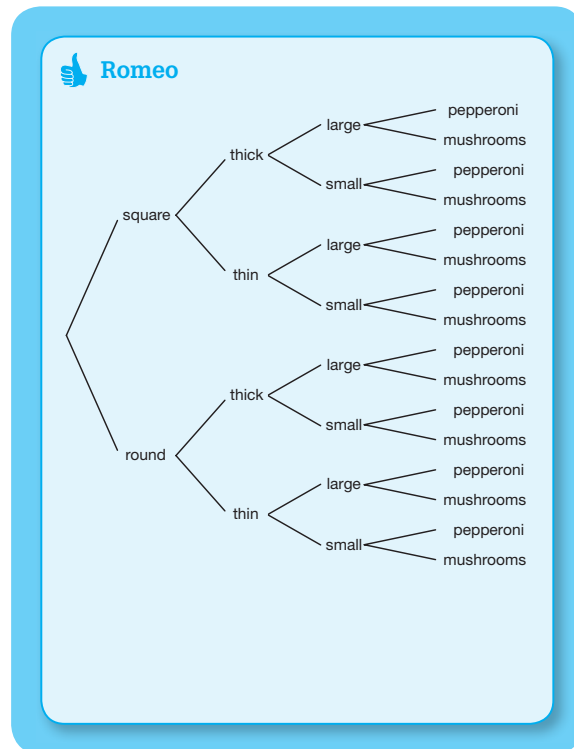 Romeo
pepperoni
large
mushrooms
thick
pepperoni
small
mushrooms
square
pepperoni
large
mushrooms
thin
pepperoni
small
mushrooms
pepperoni
large
mushrooms
thick
pepperoni
small
mushrooms
round
pepperoni
large
mushrooms
thin
pepperoni
small
mushrooms